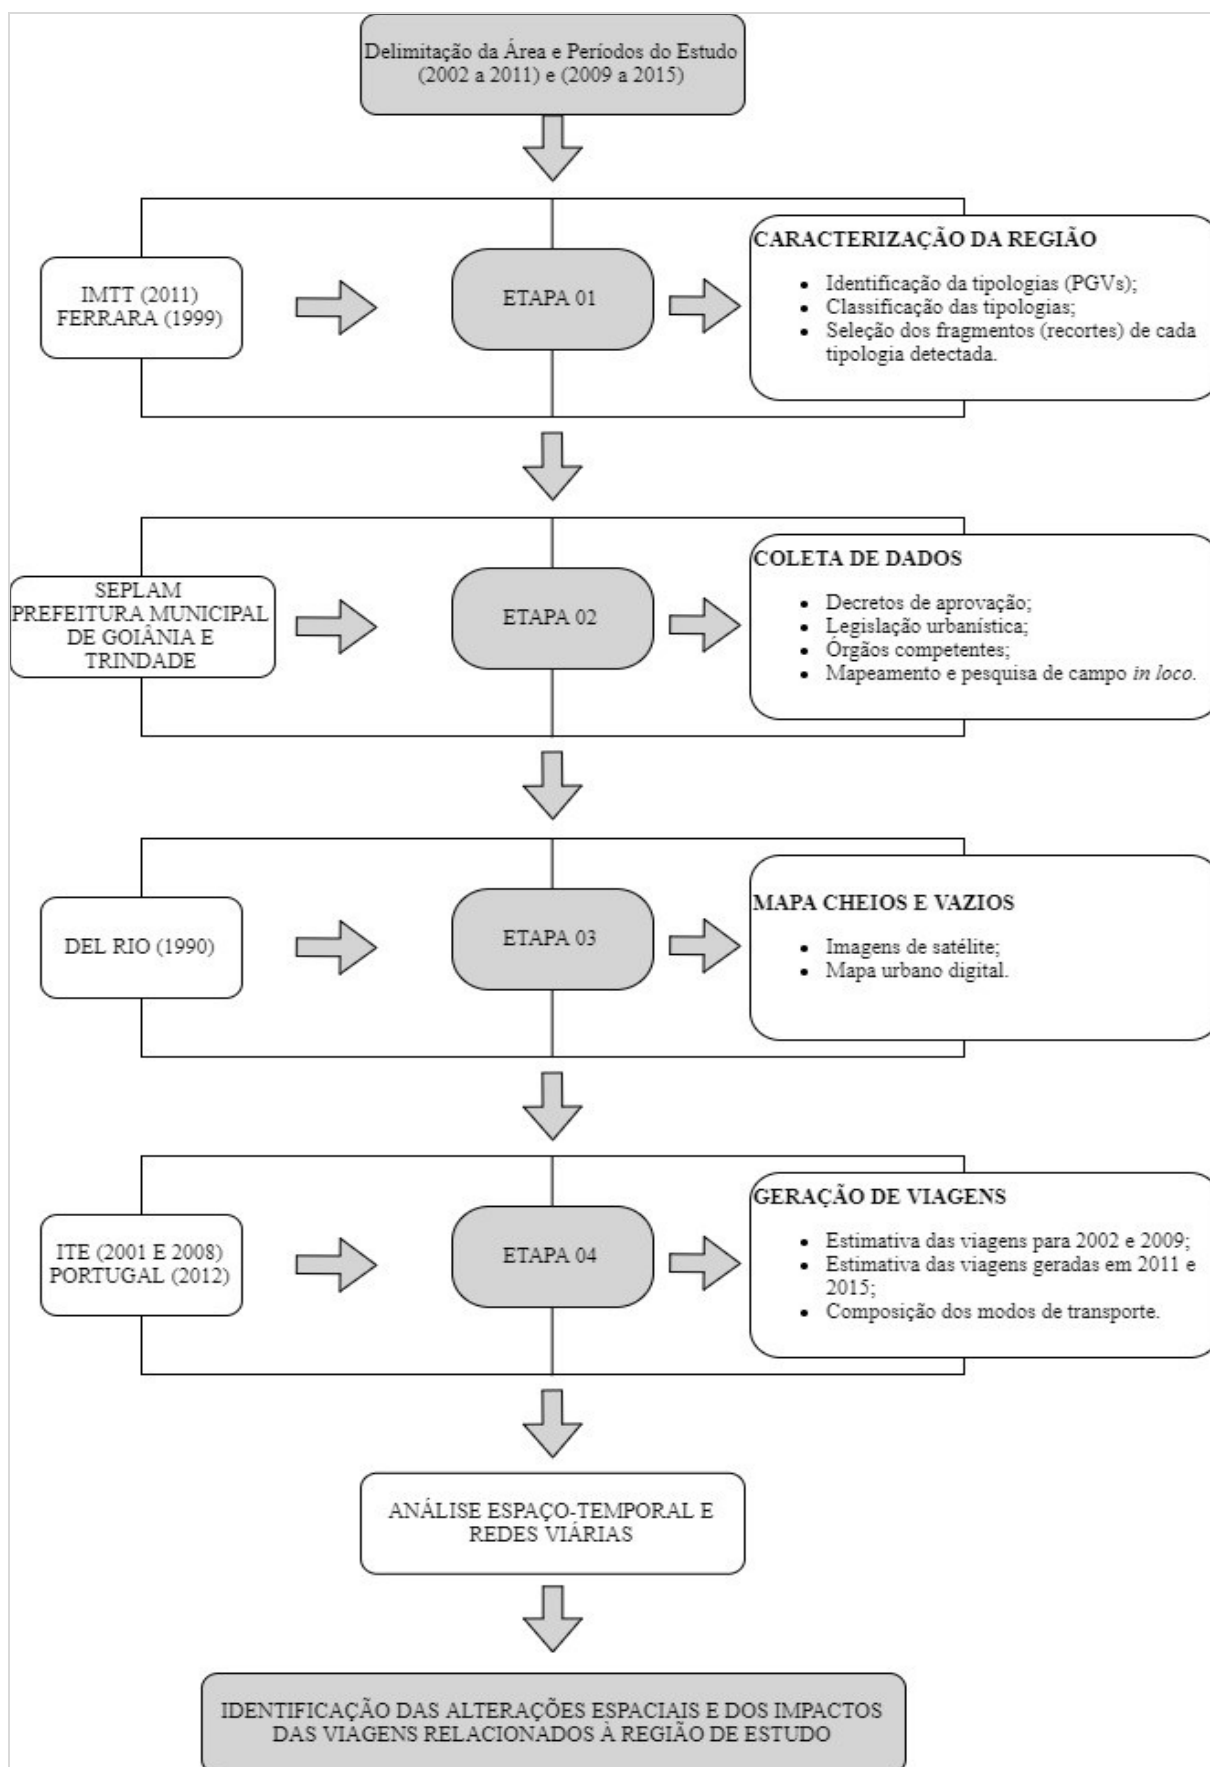 Delimitação da Área e Períodos do Estudo
(2002 a 2011) e (2009 a 2015)
IMTT (2011)
FERRARA (1999)
ETAPA 01
CARACTERIZAÇÃO DA REGIÃO
• Identificação da tipologias (PGVs);
• Classificação das tipologias;
• Seleção dos fragmentos (recortes) de cada
tipologia detectada.
SEPLAM
PREFEITURA MUNICIPAL
DE GOIÂNIA E
TRINDADE
ETAPA 02
COLETA DE DADOS
• Decretos de aprovação;
• Legislação urbanística;
• Órgãos competentes;
• Mapeamento e pesquisa de campo in loco.
DEL RIO (1990)
ETAPA 03
MAPA CHEIOS E VAZIOS
• Imagens de satélite;
• Mapa urbano digital.
ITE (2001 E 2008)
PORTUGAL (2012)
ETAPA 04
GERAÇÃO DE VIAGENS
• Estimativa das viagens para 2002 e 2009;
• Estimativa das viagens geradas em 2011 e
2015;
• Composição dos modos de transporte.
ANÁLISE ESPAÇO-TEMPORAL E
REDES VIÁRIAS
IDENTIFICAÇÃO DAS ALTERAÇÕES ESPACIAIS E DOS IMPACTOS
DAS VIAGENS RELACIONADOS À REGIÃO DE ESTUDO